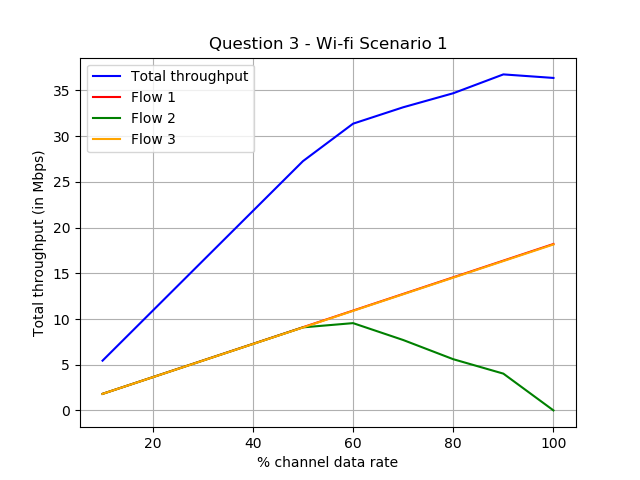 Question 3 - Wi-fi Scenario 1
Total throughput
Flow 1
Flow 2
Flow 3
Total throughput (in Mbps)
35
30
25
20
15
10
5
0
20 40 60 80 100
% channel data rate